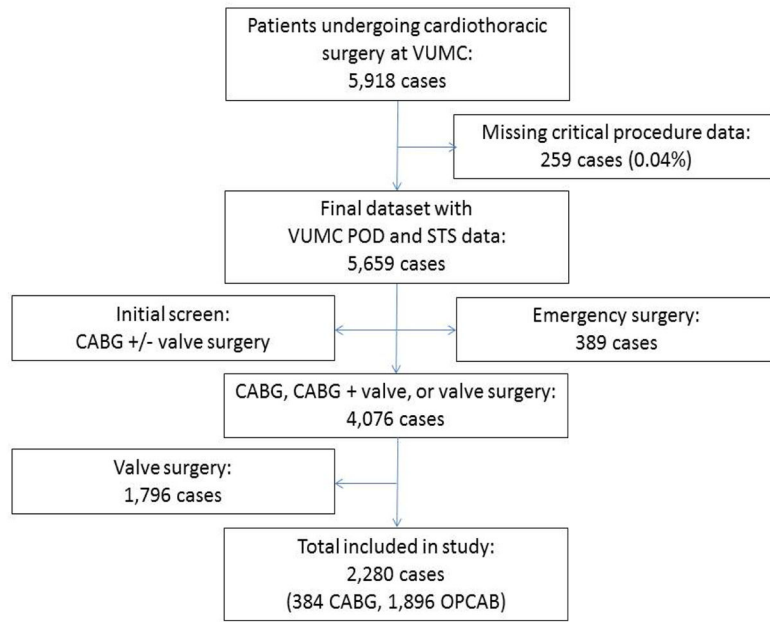 Patients undergoing cardiothoracic
surgery at VUMC:
5,918 cases
Missing critical procedure data:
259 cases (0.04%)
Final dataset with
VUMC POD and STS data:
5,659 cases
Initial screen:
CABG +/- valve surgery
Emergency surgery:
389 cases
CABG, CABG + valve, or valve surgery:
4,076 cases
Valve surgery:
1,796 cases
Total included in study:
2,280 cases
(384 CABG, 1,896 OPCAB)